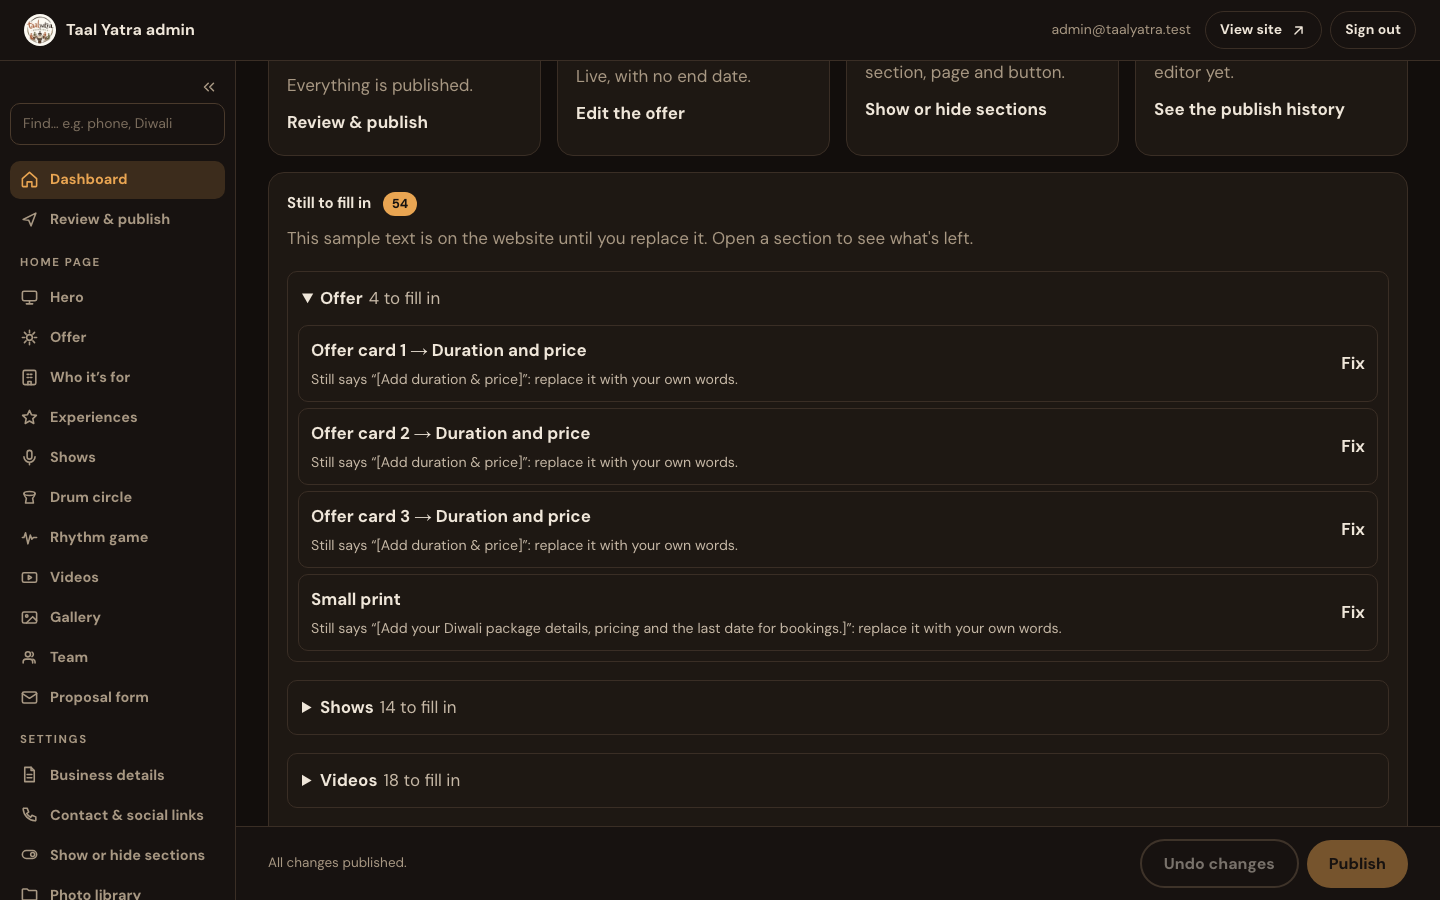 Taal Yatra admin
admin@taalyatra.test
View site
Sign out
Find… e.g. phone, Diwali
Dashboard
Review & publish
HOME PAGE
Hero
Offer
Who it’s for
Experiences
Shows
Drum circle
Rhythm game
Videos
Gallery
Team
Proposal form
SETTINGS
Business details
Contact & social links
Show or hide sections
Photo library
Everything is published.
Review & publish
Live, with no end date.
Edit the offer
section, page and button.
Show or hide sections
editor yet.
See the publish history
Still to fill in 54
This sample text is on the website until you replace it. Open a section to see what's left.
Offer 4 to fill in
Offer card 1 → Duration and price
Still says “[Add duration & price]”: replace it with your own words.
Fix
Offer card 2 → Duration and price
Still says “[Add duration & price]”: replace it with your own words.
Fix
Offer card 3 → Duration and price
Still says “[Add duration & price]”: replace it with your own words.
Fix
Small print
Still says “[Add your Diwali package details, pricing and the last date for bookings.]”: replace it with your own words.
Fix
Shows 14 to fill in
Videos 18 to fill in
All changes published.
Undo changes
Publish